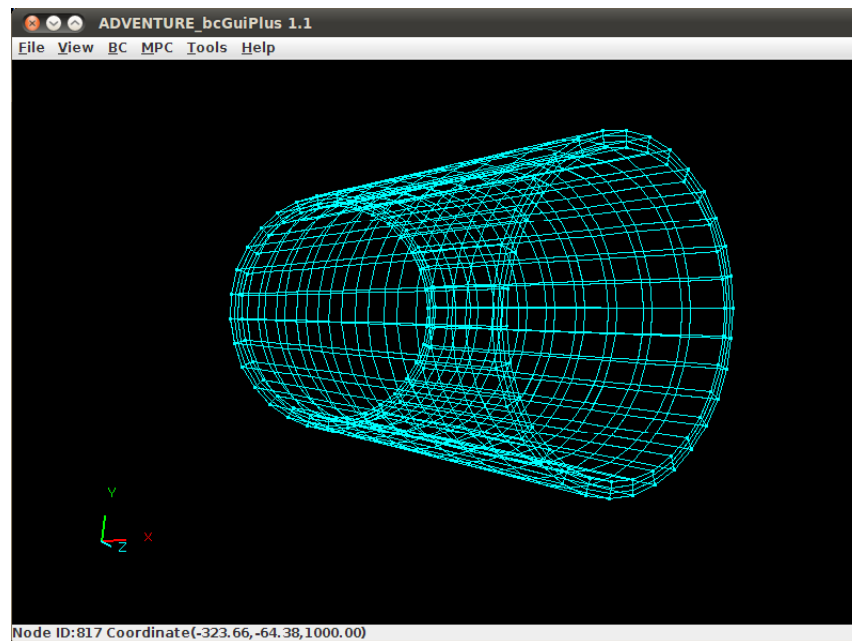 ADVENTURE_bcGuiPlus 1.1
File View BC MPC Tools Help
Y
X
Z
Node ID:817 Coordinate(-323.66,-64.38,1000.00)